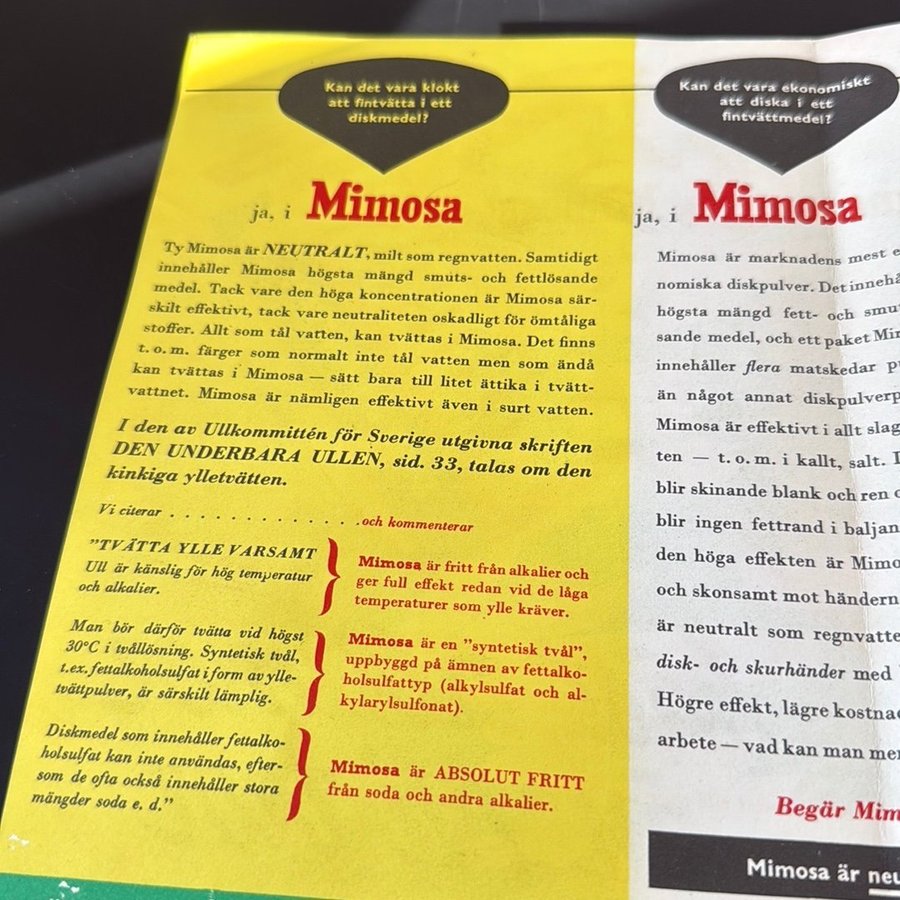 Kan det vara klokt
att fintvätta i ett
diskmedel?
ja, i Mimosa
Ty Mimosa är NEUTRALT, milt som regnvatten. Samtidigt
innehåller Mimosa högsta mängd smuts- och fettlösande
medel. Tack vare den höga koncentrationen är Mimosa sär-
skilt effektivt, tack vare neutraliteten oskadligt för ömtåliga
stoffer. Allt som tål vatten, kan tvättas i Mimosa. Det finns
t. o. m. färger som normalt inte tål vatten men som ändå
kan tvättas i Mimosa — sätt bara till litet ättika i tvätt-
vattnet. Mimosa är nämligen effektivt även i surt vatten.
I den av Ullkommittén för Sverige utgivna skriften
DEN UNDERBARA ULLEN, sid. 33, talas om den
kinkiga ylletvätten.
Vi citerar . . . . . . . . . . . . . . och kommenterar
"TVÄTTA YLLE VARSAMT
Ull är känslig för hög temperatur
och alkalier.
Mimosa är fritt från alkalier och
ger full effekt redan vid de låga
temperaturer som ylle kräver.
Man bör därför tvätta vid högst
30°C i tvållösning. Syntetisk tvål,
t.ex. fettalkoholsulfat i form av ylle-
tvättpulver, är särskilt lämplig.
Mimosa är en "syntetisk tvål",
uppbyggd på ämnen av fettalko-
holsulfattyp (alkylsulfat och al-
kylarylsulfonat).
Diskmedel som innehåller fettalko-
holsulfat kan inte användas, efter-
som de ofta också innehåller stora
mängder soda e. d."
Mimosa är ABSOLUT FRITT
från soda och andra alkalier.
Kan det vara ekonomiskt
att diska i ett
fintvättmedel?
ja, i Mimosa
Mimosa är marknadens mest e
nomiska diskpulver. Det innehå
högsta mängd fett- och smu
sande medel, och ett paket Mi
innehåller flera matskedar p
än något annat diskpulverp
Mimosa är effektivt i allt slag
ten — t. o. m. i kallt, salt. I
blir skinande blank och ren o
blir ingen fettrand i baljan
den höga effekten är Mimo
och skonsamt mot händern
är neutralt som regnvatte
disk- och skurhänder med
Högre effekt, lägre kostna
arbete — vad kan man me
Begär Mim
Mimosa är neu